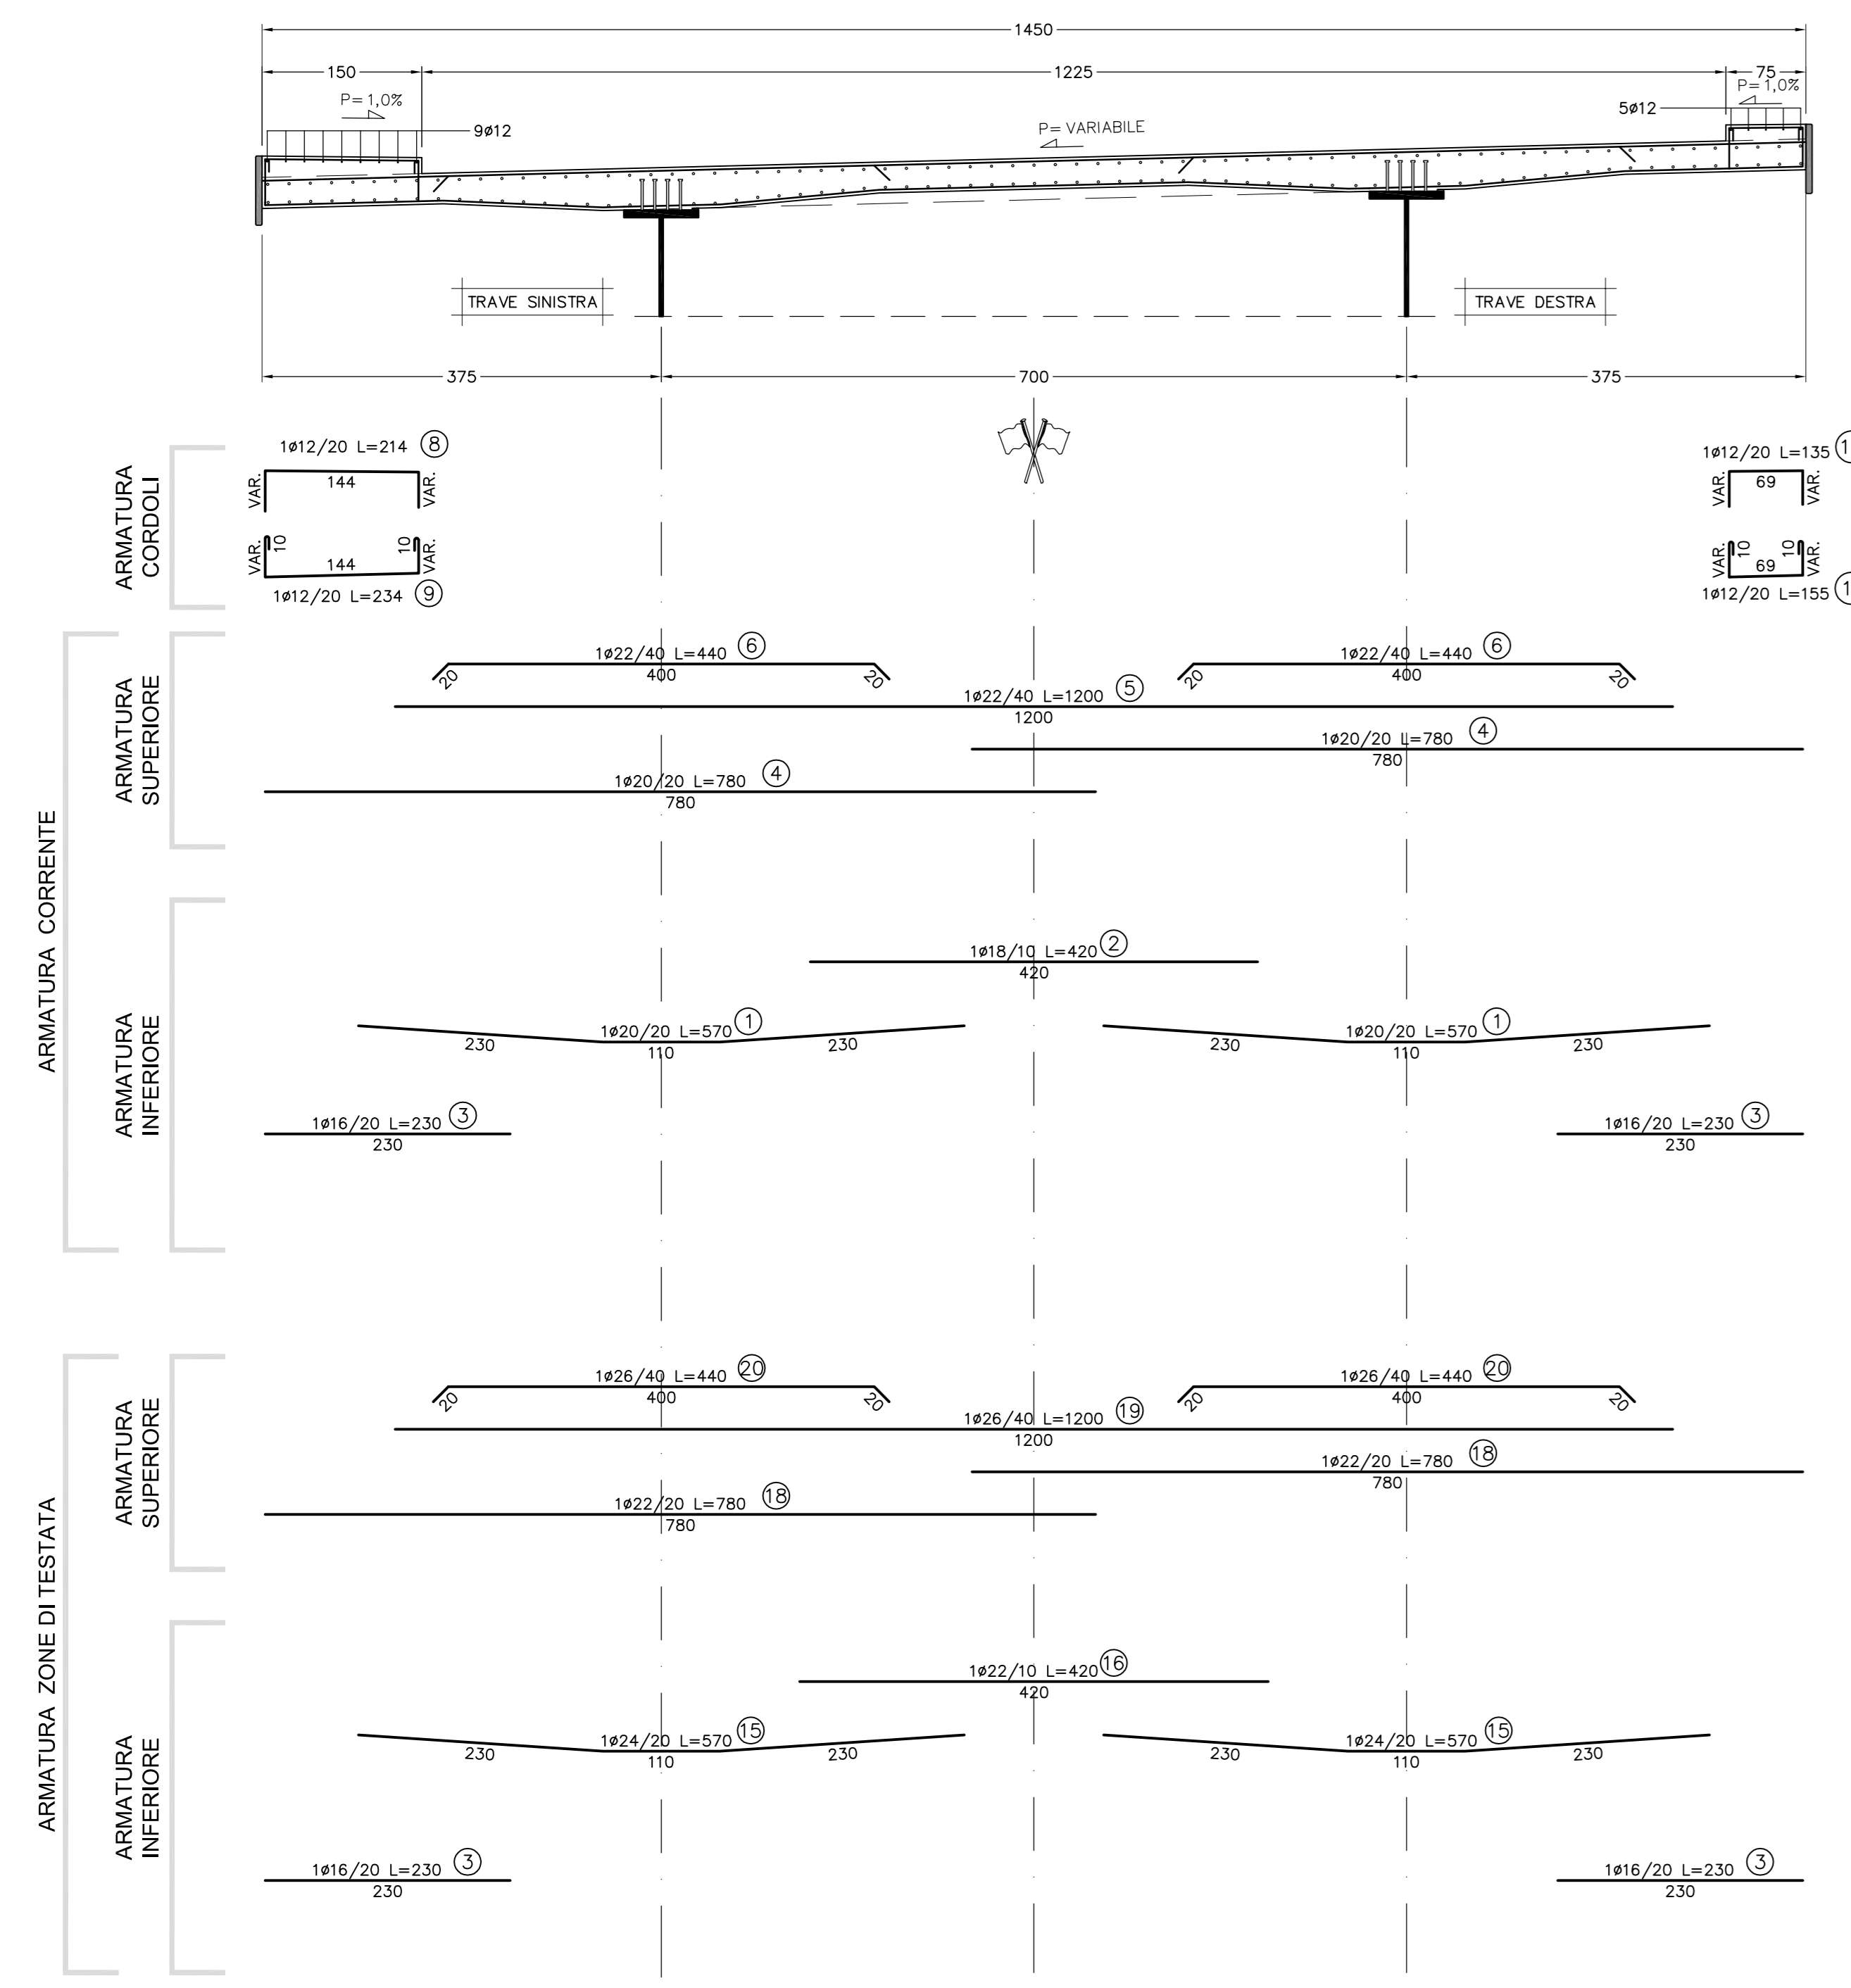 1450
150 1225 75
P= 1,0% P= 1,0%
9ø12 P= VARIABILE 5ø12
TRAVE SINISTRA TRAVE DESTRA
375 700 375
ARMATURA CORDOLI
1ø12/20 L=214 8
VAR. 144 VAR.
VAR. 10 144 10 VAR.
1ø12/20 L=234 9
1ø12/20 L=135
VAR. 69 VAR.
VAR. 10 69 10 VAR.
1ø12/20 L=155
ARMATURA CORRENTE
ARMATURA SUPERIORE
1ø22/40 L=440 6 1ø22/40 L=440 6
20 400 20 20 400 20
1ø22/40 L=1200 5
1200
1ø20/20 L=780 4
780
1ø20/20 L=780 4
780
ARMATURA INFERIORE
1ø18/10 L=420 2
420
1ø20/20 L=570 1 1ø20/20 L=570 1
230 110 230 230 110 230
1ø16/20 L=230 3 1ø16/20 L=230 3
230 230
ARMATURA ZONE DI TESTATA
ARMATURA SUPERIORE
1ø26/40 L=440 20 1ø26/40 L=440 20
20 400 20 20 400 20
1ø26/40 L=1200 19
1200
1ø22/20 L=780 18
780
1ø22/20 L=780 18
780
ARMATURA INFERIORE
1ø22/10 L=420 16
420
1ø24/20 L=570 15 1ø24/20 L=570 15
230 110 230 230 110 230
1ø16/20 L=230 3 1ø16/20 L=230 3
230 230